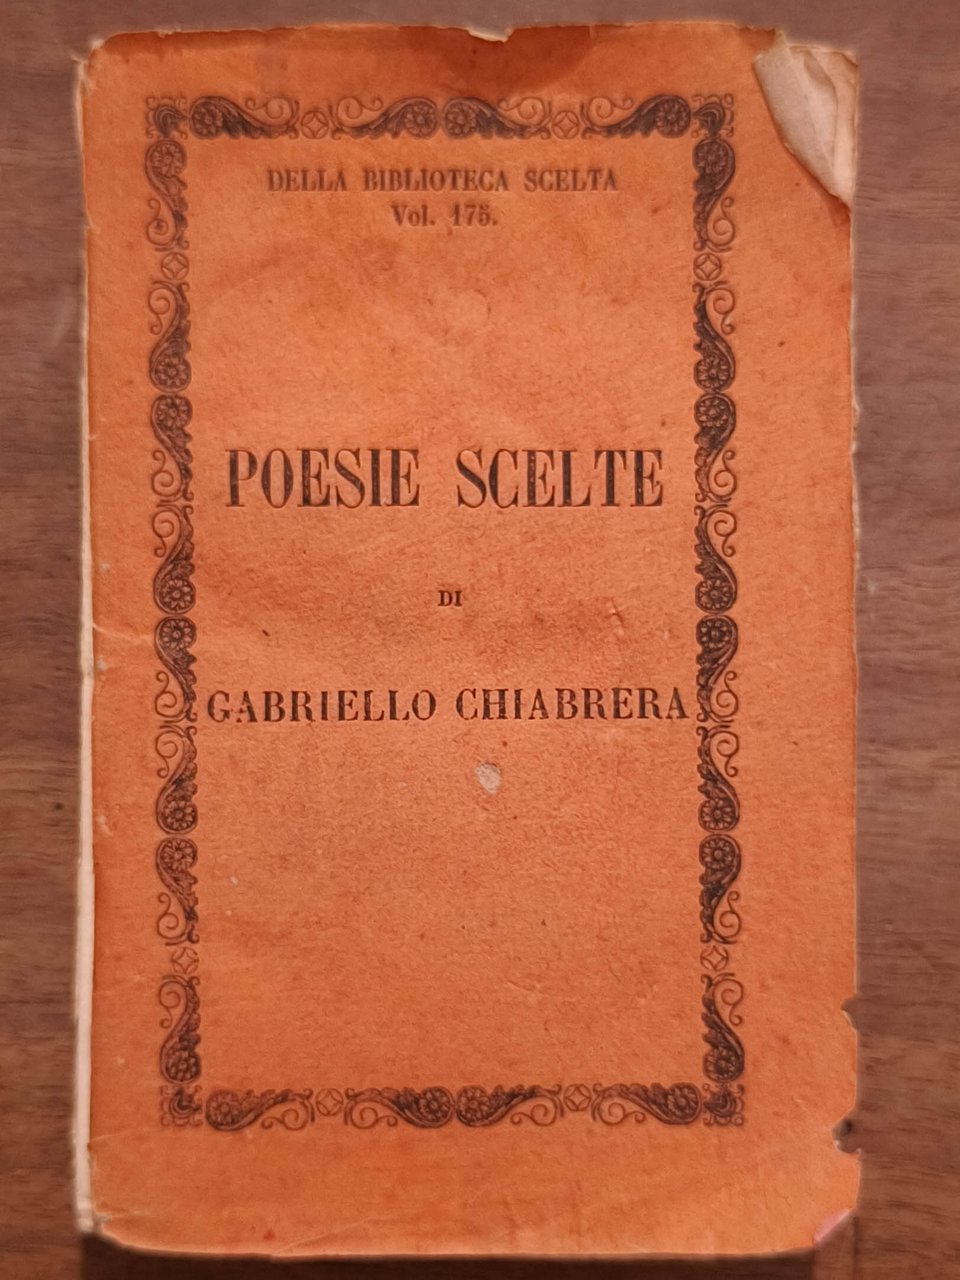 DELLA BIBLIOTECA SCELTA
Vol. 175.
POESIE SCELTE
DI
GABRIELLO CHIABRERA